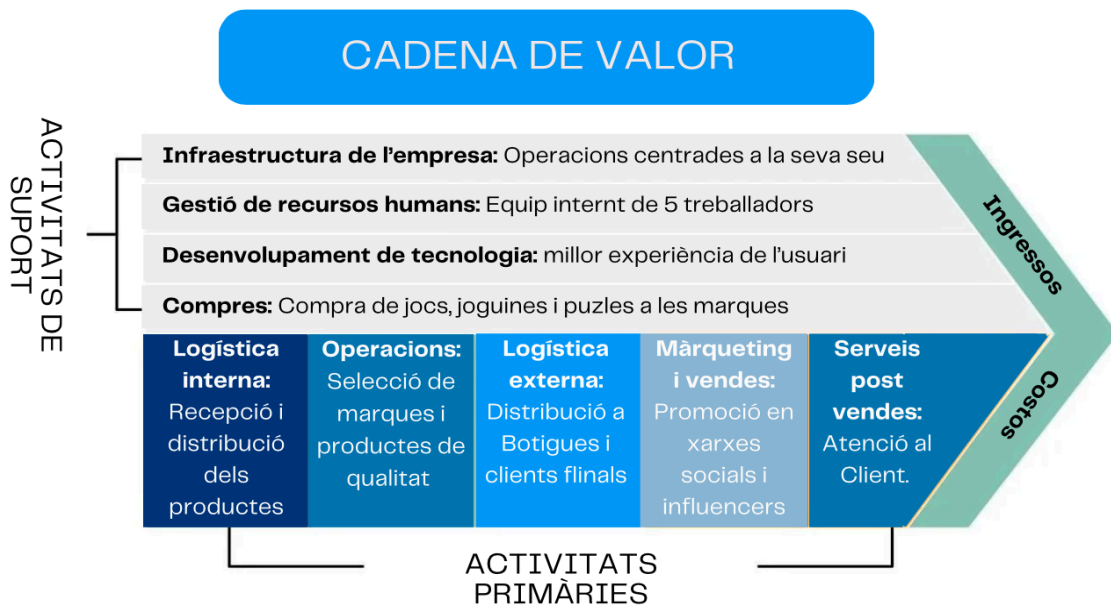 CADENA DE VALOR
ACTIVITATS DE
SUPORT
Infraestructura de l'empresa: Operacions centrades a la seva seu
Gestió de recursos humans: Equip internt de 5 treballadors
Desenvolupament de tecnologia: millor experiència de l'usuari
Compres: Compra de jocs, joguines i puzles a les marques
Ingressos
Costos
Logística
interna:
Recepció i
distribució
dels
productes
Operacions:
Selecció de
marques i
productes de
qualitat
Logística
externa:
Distribució a
Botigues i
clients flinals
Màrqueting
i vendes:
Promoció en
xarxes
socials i
influencers
Serveis
post
vendes:
Atenció al
Client.
ACTIVITATS
PRIMÀRIES